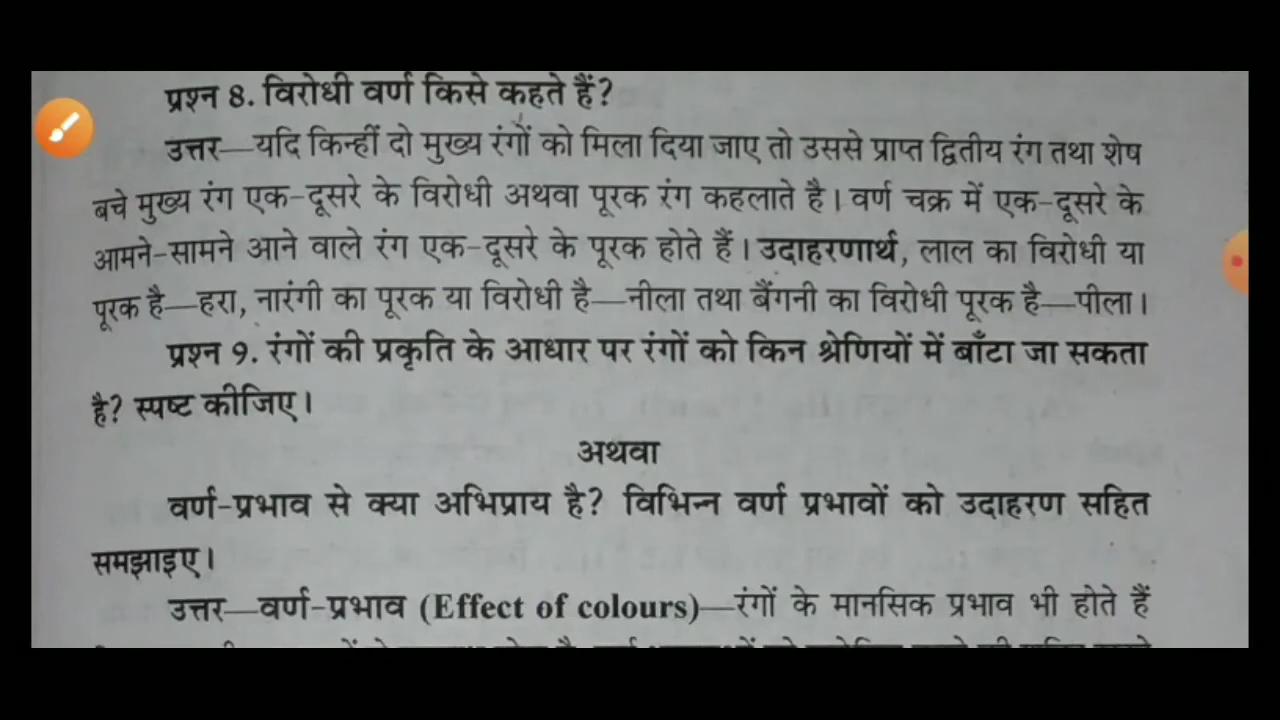 प्रश्न 8. विरोधी वर्ण किसे कहते हैं?
उत्तर—यदि किन्हीं दो मुख्य रंगों को मिला दिया जाए तो उससे प्राप्त द्वितीय रंग तथा शेष
बचे मुख्य रंग एक-दूसरे के विरोधी अथवा पूरक रंग कहलाते है। वर्ण चक्र में एक-दूसरे के
आमने-सामने आने वाले रंग एक-दूसरे के पूरक होते हैं। उदाहरणार्थ, लाल का विरोधी या
पूरक है—हरा, नारंगी का पूरक या विरोधी है—नीला तथा बैंगनी का विरोधी पूरक है—पीला।
प्रश्न 9. रंगों की प्रकृति के आधार पर रंगों को किन श्रेणियों में बाँटा जा सकता
है? स्पष्ट कीजिए।
अथवा
वर्ण-प्रभाव से क्या अभिप्राय है? विभिन्न वर्ण प्रभावों को उदाहरण सहित
समझाइए।
उत्तर—वर्ण-प्रभाव (Effect of colours)—रंगों के मानसिक प्रभाव भी होते हैं